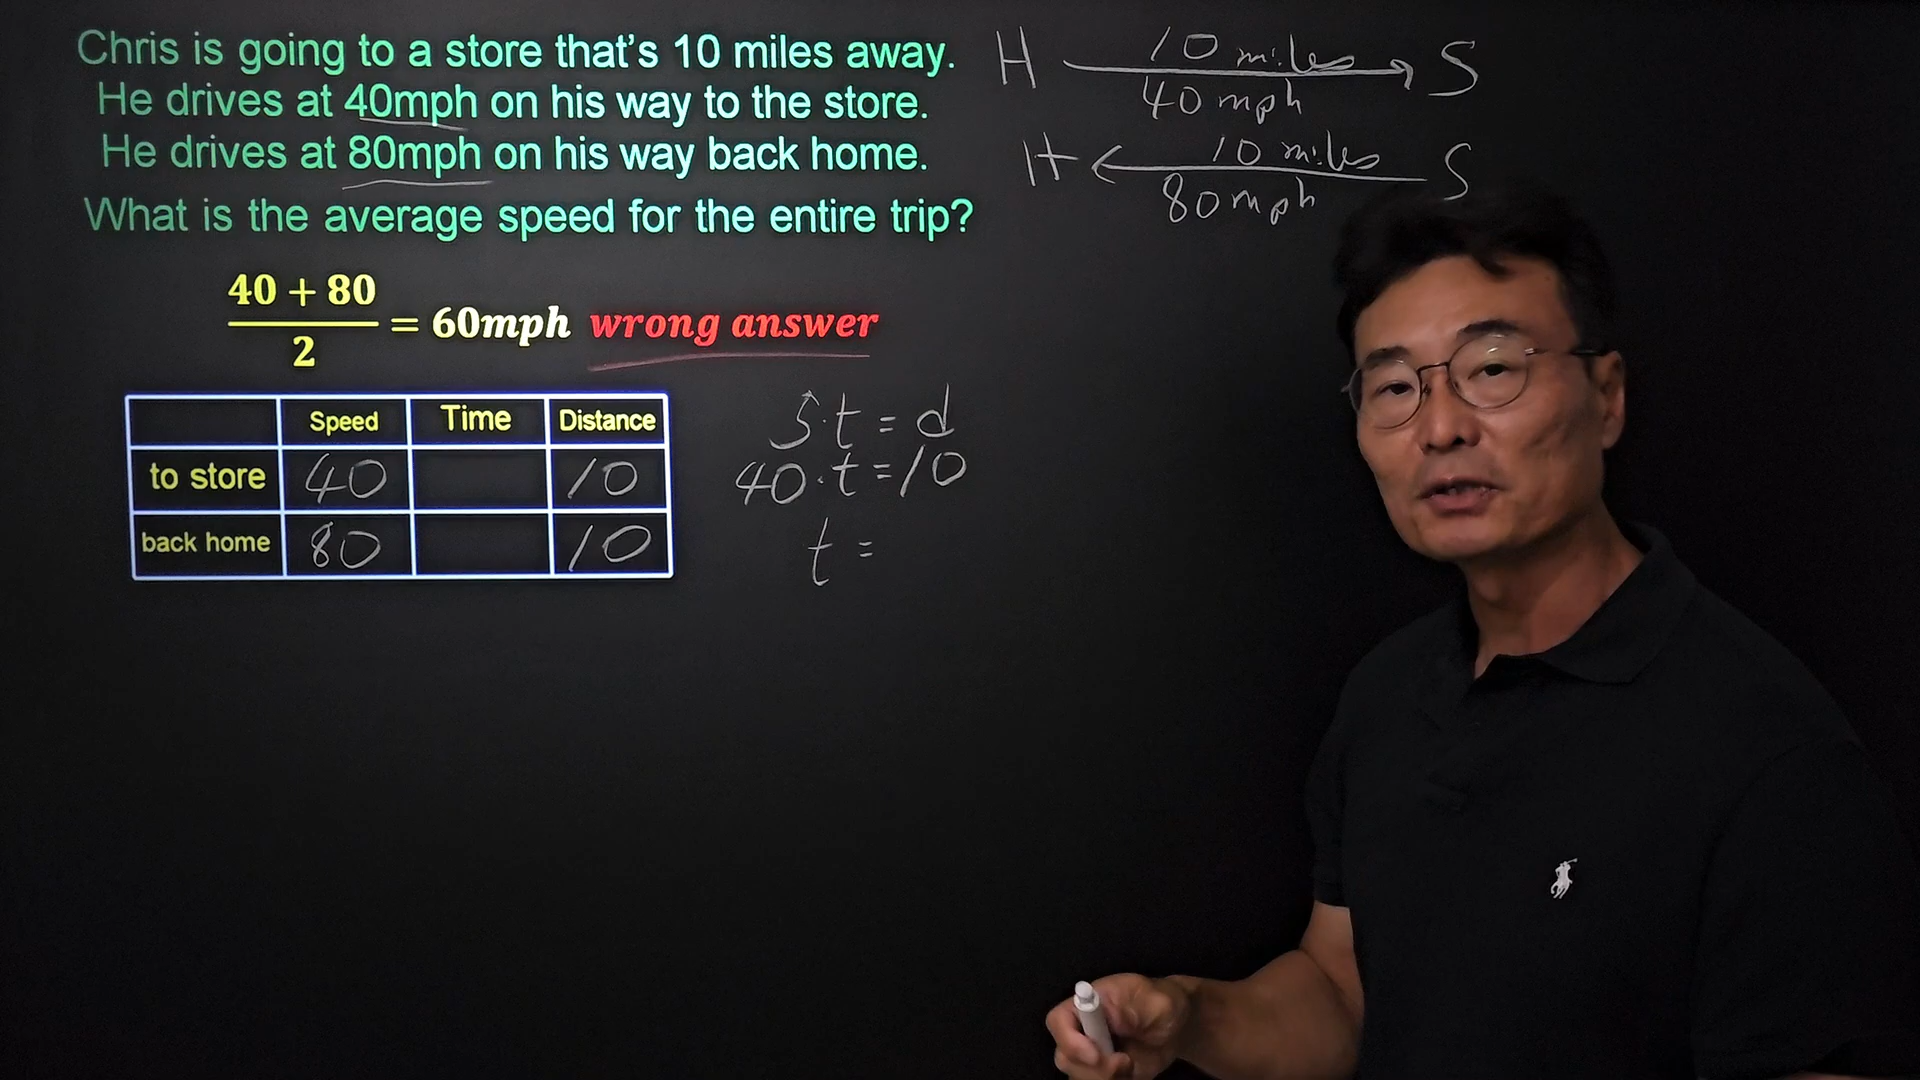 Chris is going to a store that's 10 miles away.
He drives at 40mph on his way to the store.
He drives at 80mph on his way back home.
What is the average speed for the entire trip?
H 10 miles S
40 mph
H 10 miles S
80 mph
40 + 80
2
= 60mph wrong answer
Speed Time Distance
to store 40 10
back home 80 10
S·t = d
40·t = 10
t =